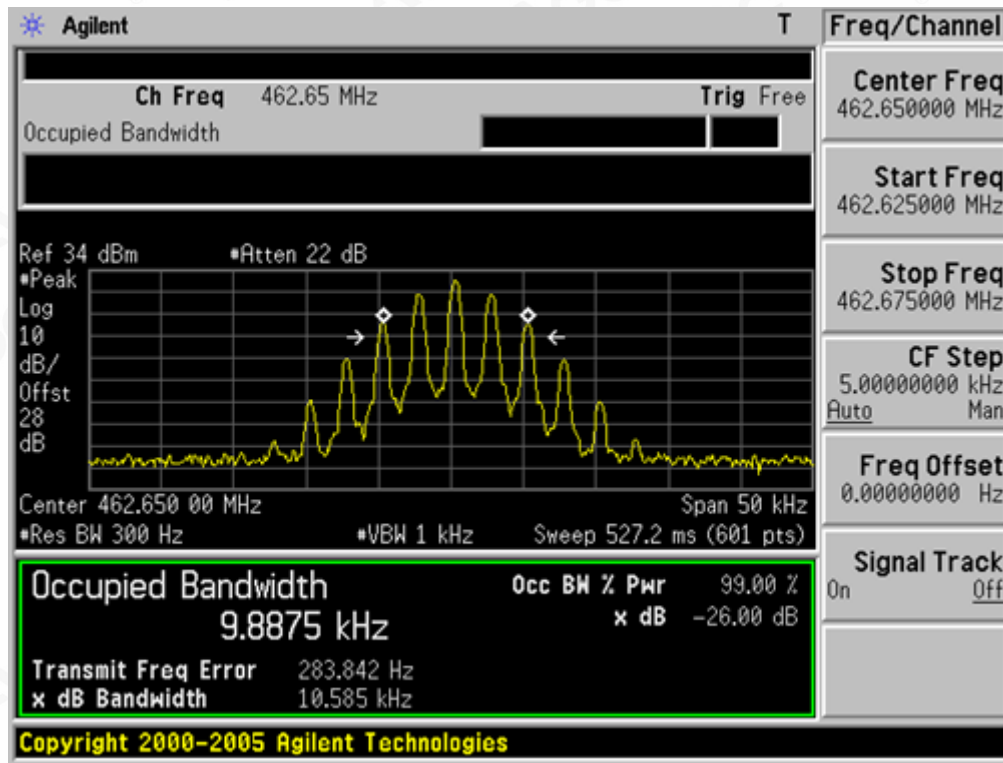 Agilent T Freq/Channel
Ch Freq 462.65 MHz Trig Free
Occupied Bandwidth
Center Freq
462.650000 MHz
Start Freq
462.625000 MHz
Stop Freq
462.675000 MHz
CF Step
5.00000000 kHz
Auto Man
Freq Offset
0.00000000 Hz
Signal Track
On Off
Ref 34 dBm #Atten 22 dB
#Peak
Log
10
dB/
Offst
28
dB
Center 462.650 00 MHz Span 50 kHz
#Res BW 300 Hz #VBW 1 kHz Sweep 527.2 ms (601 pts)
Occupied Bandwidth Occ BW % Pwr 99.00 %
9.8875 kHz x dB -26.00 dB
Transmit Freq Error 283.842 Hz
x dB Bandwidth 10.585 kHz
Copyright 2000-2005 Agilent Technologies